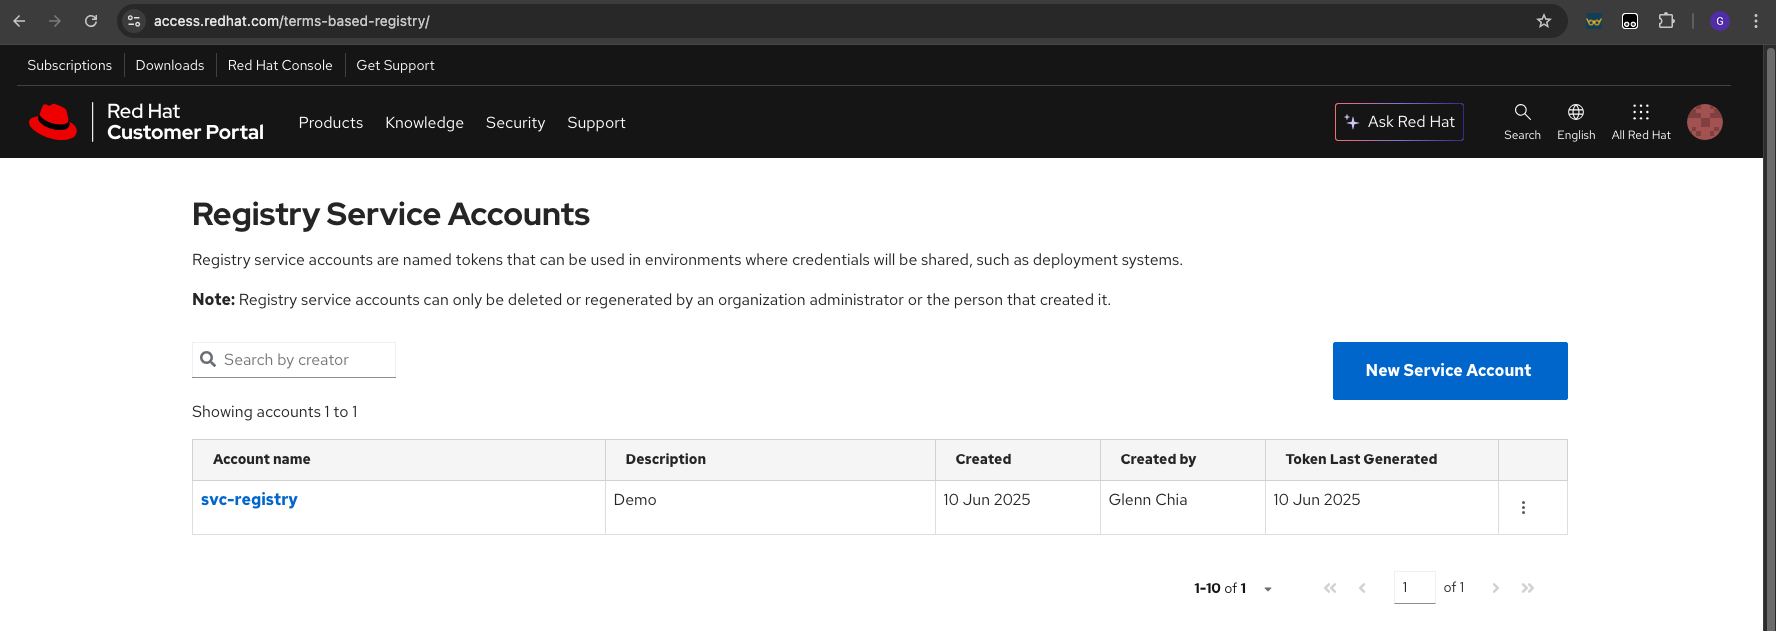 access.redhat.com/terms-based-registry/
G
Subscriptions
Downloads
Red Hat Console
Get Support
Red Hat
Customer Portal
Products
Knowledge
Security
Support
Ask Red Hat
Search
English
All Red Hat
Registry Service Accounts
Registry service accounts are named tokens that can be used in environments where credentials will be shared, such as deployment systems.
Note: Registry service accounts can only be deleted or regenerated by an organization administrator or the person that created it.
Search by creator
New Service Account
Showing accounts 1 to 1
Account name Description Created Created by Token Last Generated
svc-registry Demo 10 Jun 2025 Glenn Chia 10 Jun 2025
1-10 of 1 1 of 1